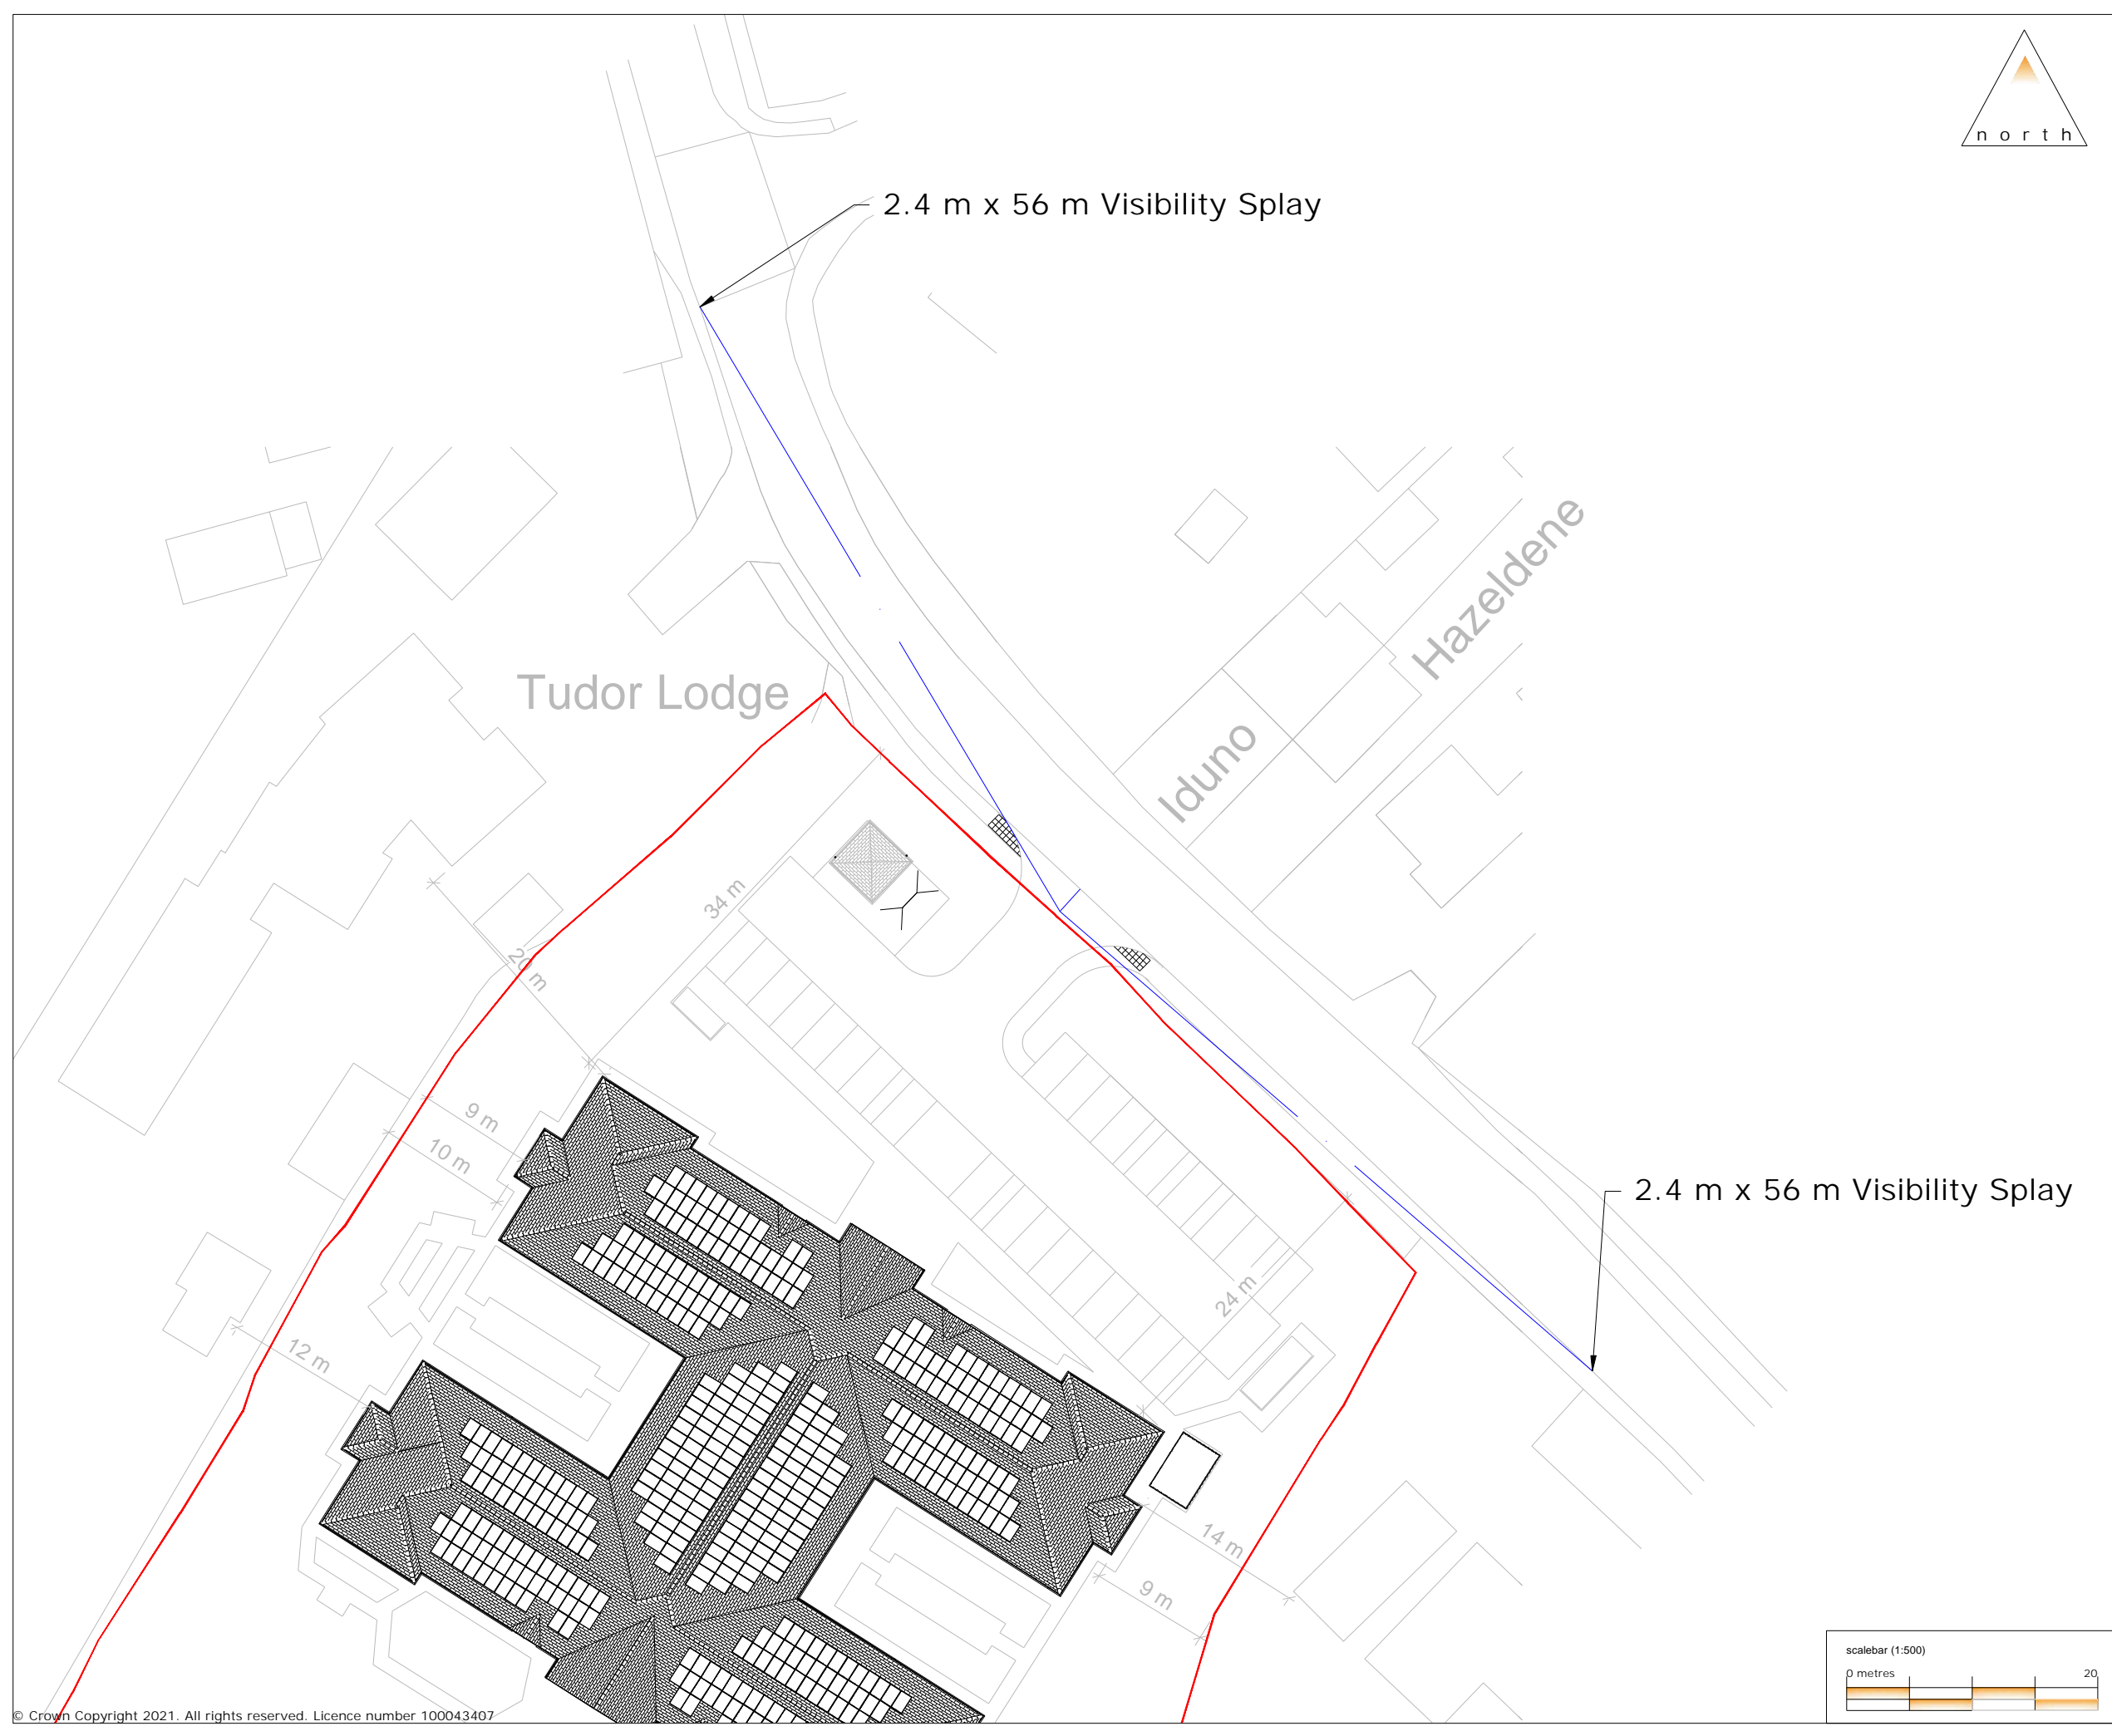 north
2.4 m x 56 m Visibility Splay
Hazeldene
Tudor Lodge
Iduno
34 m
20 m
9 m
10 m
2.4 m x 56 m Visibility Splay
24 m
12 m
14 m
9 m
scalebar (1:500)
0 metres 20
© Crown Copyright 2021. All rights reserved. Licence number 100043407